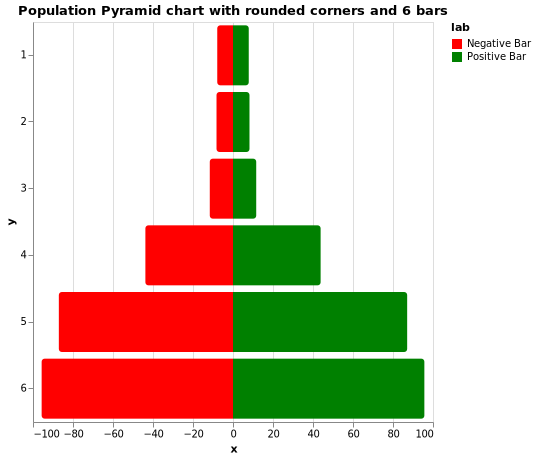 Population Pyramid chart with rounded corners and 6 bars
lab
Negative Bar
Positive Bar
y
1
2
3
4
5
6
−100 −80 −60 −40 −20 0 20 40 60 80 100
x